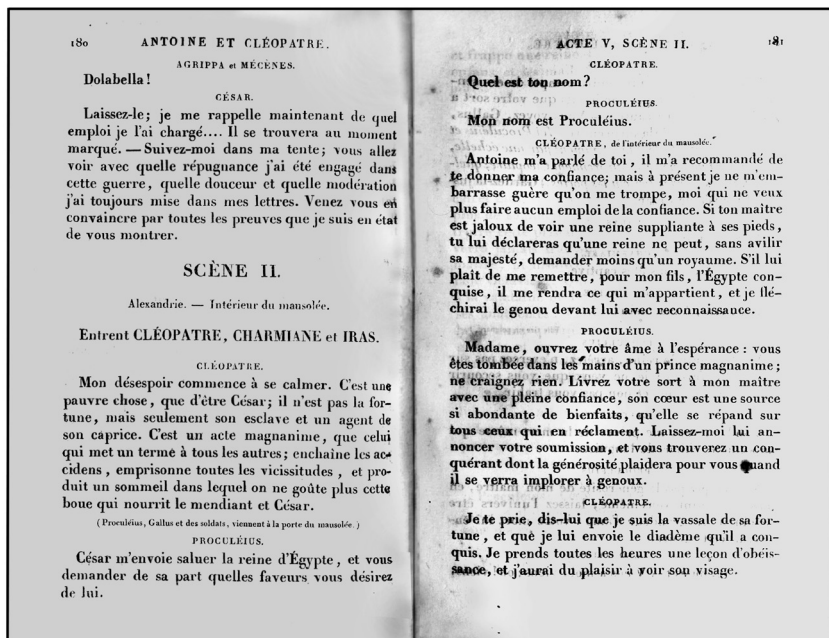 180 ANTOINE ET CLÉOPATRE.
AGRIPPA et MÉCÈNES.
Dolabella !
CÉSAR.
Laissez-le; je me rappelle maintenant de quel
emploi je l'ai chargé.... Il se trouvera au moment
marqué. — Suivez-moi dans ma tente; vous allez
voir avec quelle répugnance j'ai été engagé dans
cette guerre, quelle douceur et quelle modération
j'ai toujours mise dans mes lettres. Venez vous en
convaincre par toutes les preuves que je suis en état
de vous montrer.
SCÈNE II.
Alexandrie. — Intérieur du mausolée.
Entrent CLÉOPATRE, CHARMIANE et IRAS.
CLÉOPATRE.
Mon désespoir commence à se calmer. C'est une
pauvre chose, que d'être César; il n'est pas la for-
tune, mais seulement son esclave et un agent de
son caprice. C'est un acte magnanime, que celui
qui met un terme à tous les autres; enchaîne les ac-
cidens, emprisonne toutes les vicissitudes, et pro-
duit un sommeil dans lequel on ne goûte plus cette
boue qui nourrit le mendiant et César.
(Proculéius, Gallus et des soldats, viennent à la porte du mausolée.)
PROCULÉIUS.
César m'envoie saluer la reine d'Égypte, et vous
demander de sa part quelles faveurs vous désirez
de lui.
ACTE V, SCÈNE II. 181
CLÉOPATRE.
Quel est ton nom?
PROCULÉIUS.
Mon nom est Proculéius.
CLÉOPATRE, de l'intérieur du mausolée.
Antoine m'a parlé de toi, il m'a recommandé de
te donner ma confiance; mais à présent je ne m'em-
barrasse guère qu'on me trompe, moi qui ne veux
plus faire aucun emploi de la confiance. Si ton maître
est jaloux de voir une reine suppliante à ses pieds,
tu lui déclareras qu'une reine ne peut, sans avilir
sa majesté, demander moins qu'un royaume. S'il lui
plaît de me remettre, pour mon fils, l'Égypte con-
quise, il me rendra ce qui m'appartient, et je flé-
chirai le genou devant lui avec reconnaissance.
PROCULÉIUS.
Madame, ouvrez votre âme à l'espérance : vous
êtes tombée dans les mains d'un prince magnanime;
ne craignez rien. Livrez votre sort à mon maître
avec une pleine confiance, son cœur est une source
si abondante de bienfaits, qu'elle se répand sur
tous ceux qui en réclament. Laissez-moi lui an-
noncer votre soumission, et vous trouverez un con-
quérant dont la générosité plaidera pour vous quand
il se verra implorer à genoux.
CLÉOPATRE.
Je te prie, dis-lui que je suis la vassale de sa for-
tune, et que je lui envoie le diadème qu'il a con-
quis. Je prends toutes les heures une leçon d'obéis-
sance, et j'aurai du plaisir à voir son visage.